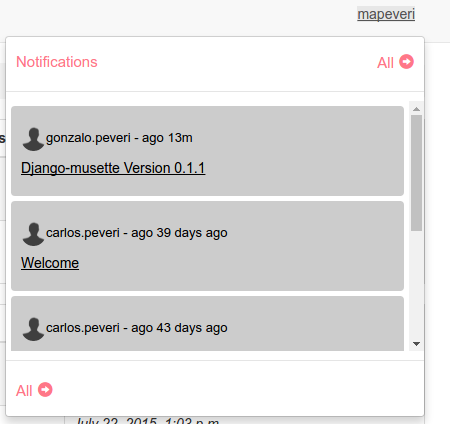 mapeveri
Notifications
All
s
gonzalo.peveri - ago 13m
Django-musette Version 0.1.1
carlos.peveri - ago 39 days ago
Welcome
carlos.peveri - ago 43 days ago
All
July 22, 2015, 1:03 p.m.